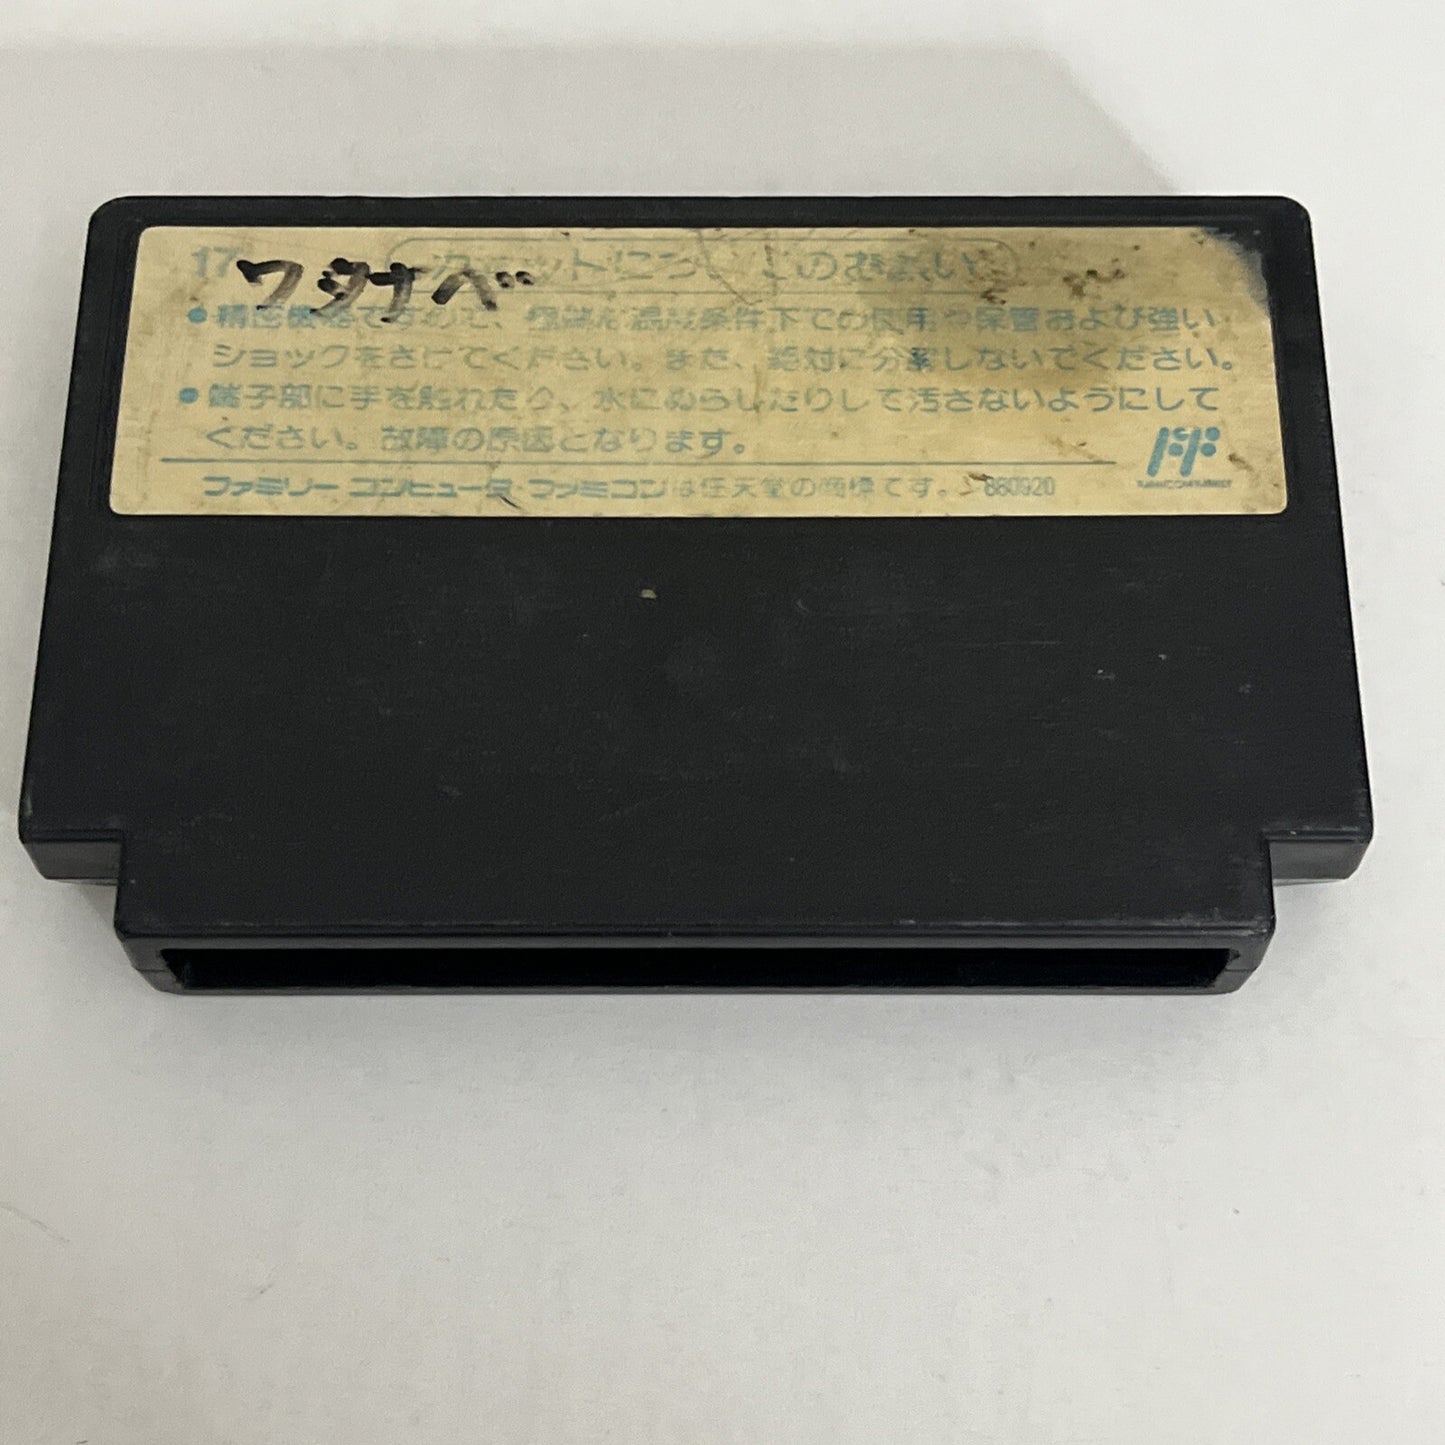 17
ワタナベ
カセットについてのおねがい
●精密機器ですので、極端な温度条件下での使用や保管および強い
ショックをさけてください。また、絶対に分解しないでください。
●端子部に手を触れたり、水にぬらしたりして汚さないようにして
ください。故障の原因となります。
ファミリーコンピュータ・ファミコンは任天堂の商標です。 880920